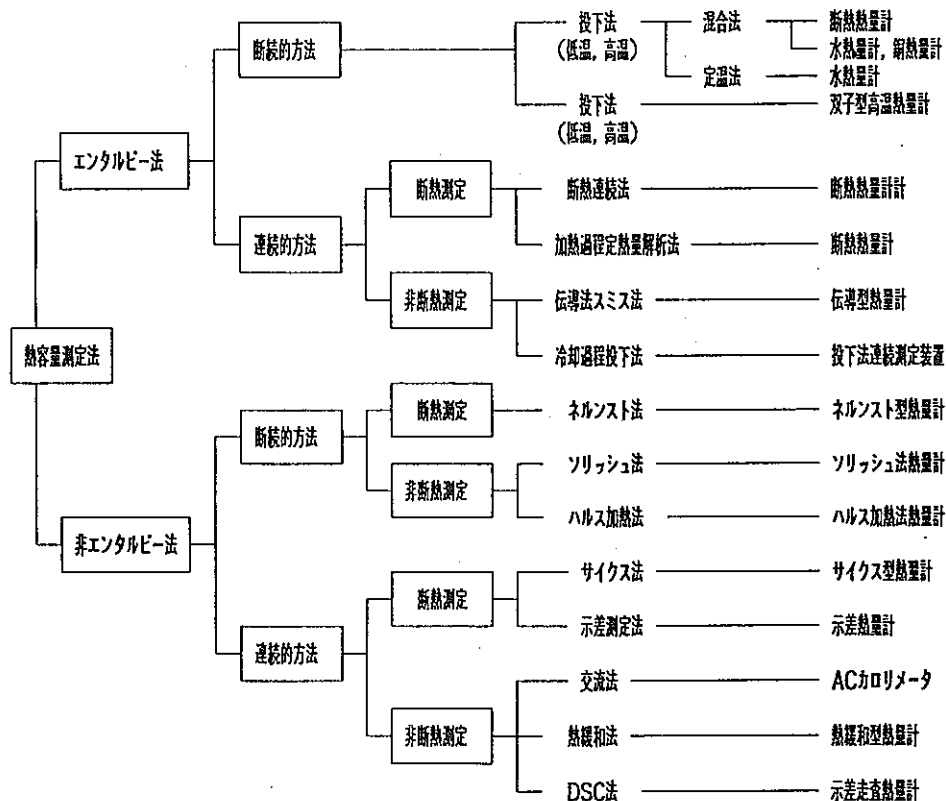 断続的方法
投下法
(低温, 高温)
混合法
断熱熱量計
水熱量計, 銅熱量計
定温法
水熱量計
投下法
(低温, 高温)
双子型高温熱量計
エンタルピー法
連続的方法
断熱測定
断熱連続法
断熱熱量計計
加熱過程定熱量解析法
断熱熱量計
非断熱測定
伝導法スミス法
伝導型熱量計
冷却過程投下法
投下法連続測定装置
熱容量測定法
断続的方法
断熱測定
ネルンスト法
ネルンスト型熱量計
非断熱測定
ソリッシュ法
ソリッシュ法熱量計
ハルス加熱法
ハルス加熱法熱量計
非エンタルピー法
連続的方法
断熱測定
サイクス法
サイクス型熱量計
示差測定法
示差熱量計
非断熱測定
交流法
ACカロリメータ
熱緩和法
熱緩和型熱量計
DSC法
示差走査熱量計